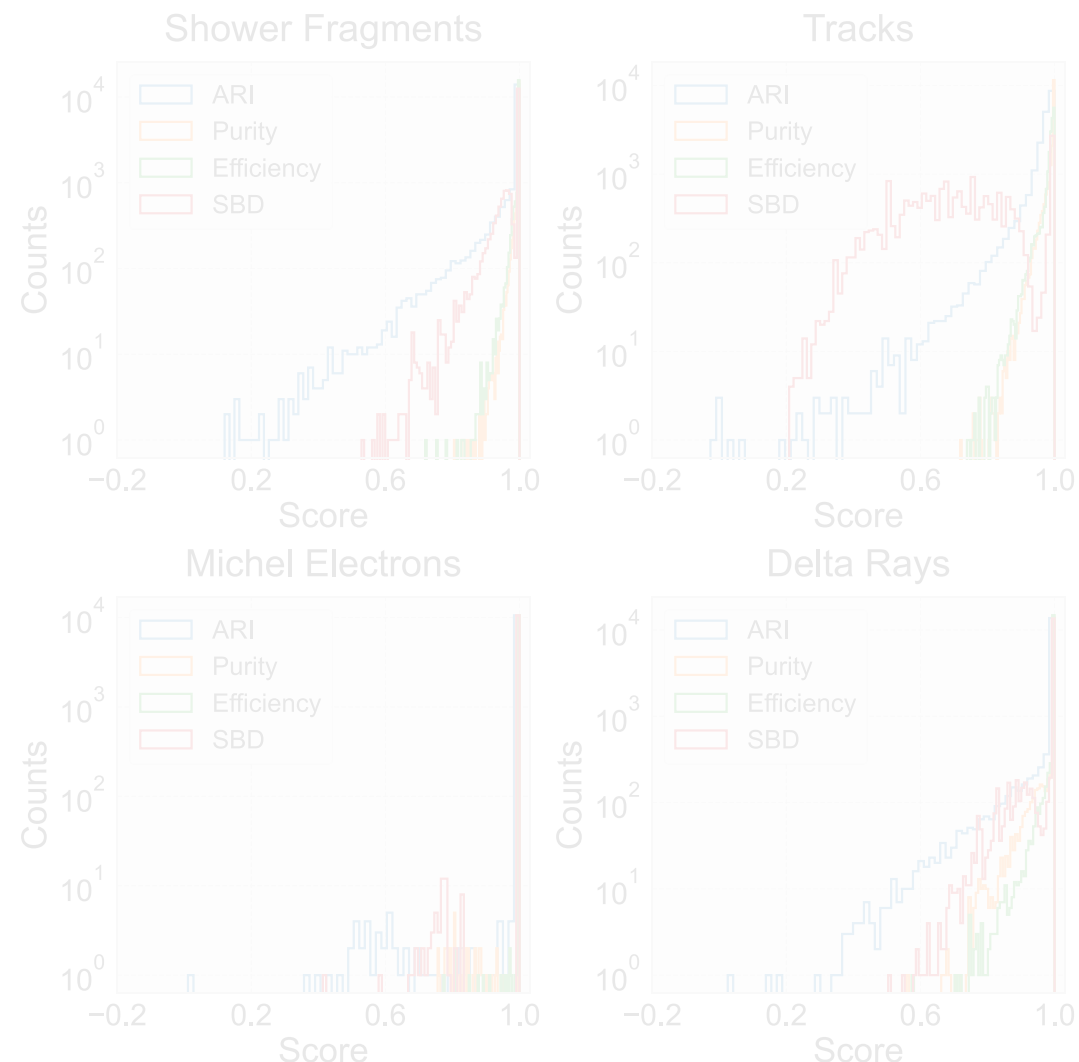 Shower Fragments
Tracks
ARI
Purity
Efficiency
SBD
10^4
10^3
10^2
10^1
10^0
Counts
−0.2 0.2 0.6 1.0
Score
ARI
Purity
Efficiency
SBD
10^4
10^3
10^2
10^1
10^0
Counts
−0.2 0.2 0.6 1.0
Score
Michel Electrons
Delta Rays
ARI
Purity
Efficiency
SBD
10^4
10^3
10^2
10^1
10^0
Counts
−0.2 0.2 0.6 1.0
Score
ARI
Purity
Efficiency
SBD
10^4
10^3
10^2
10^1
10^0
Counts
−0.2 0.2 0.6 1.0
Score